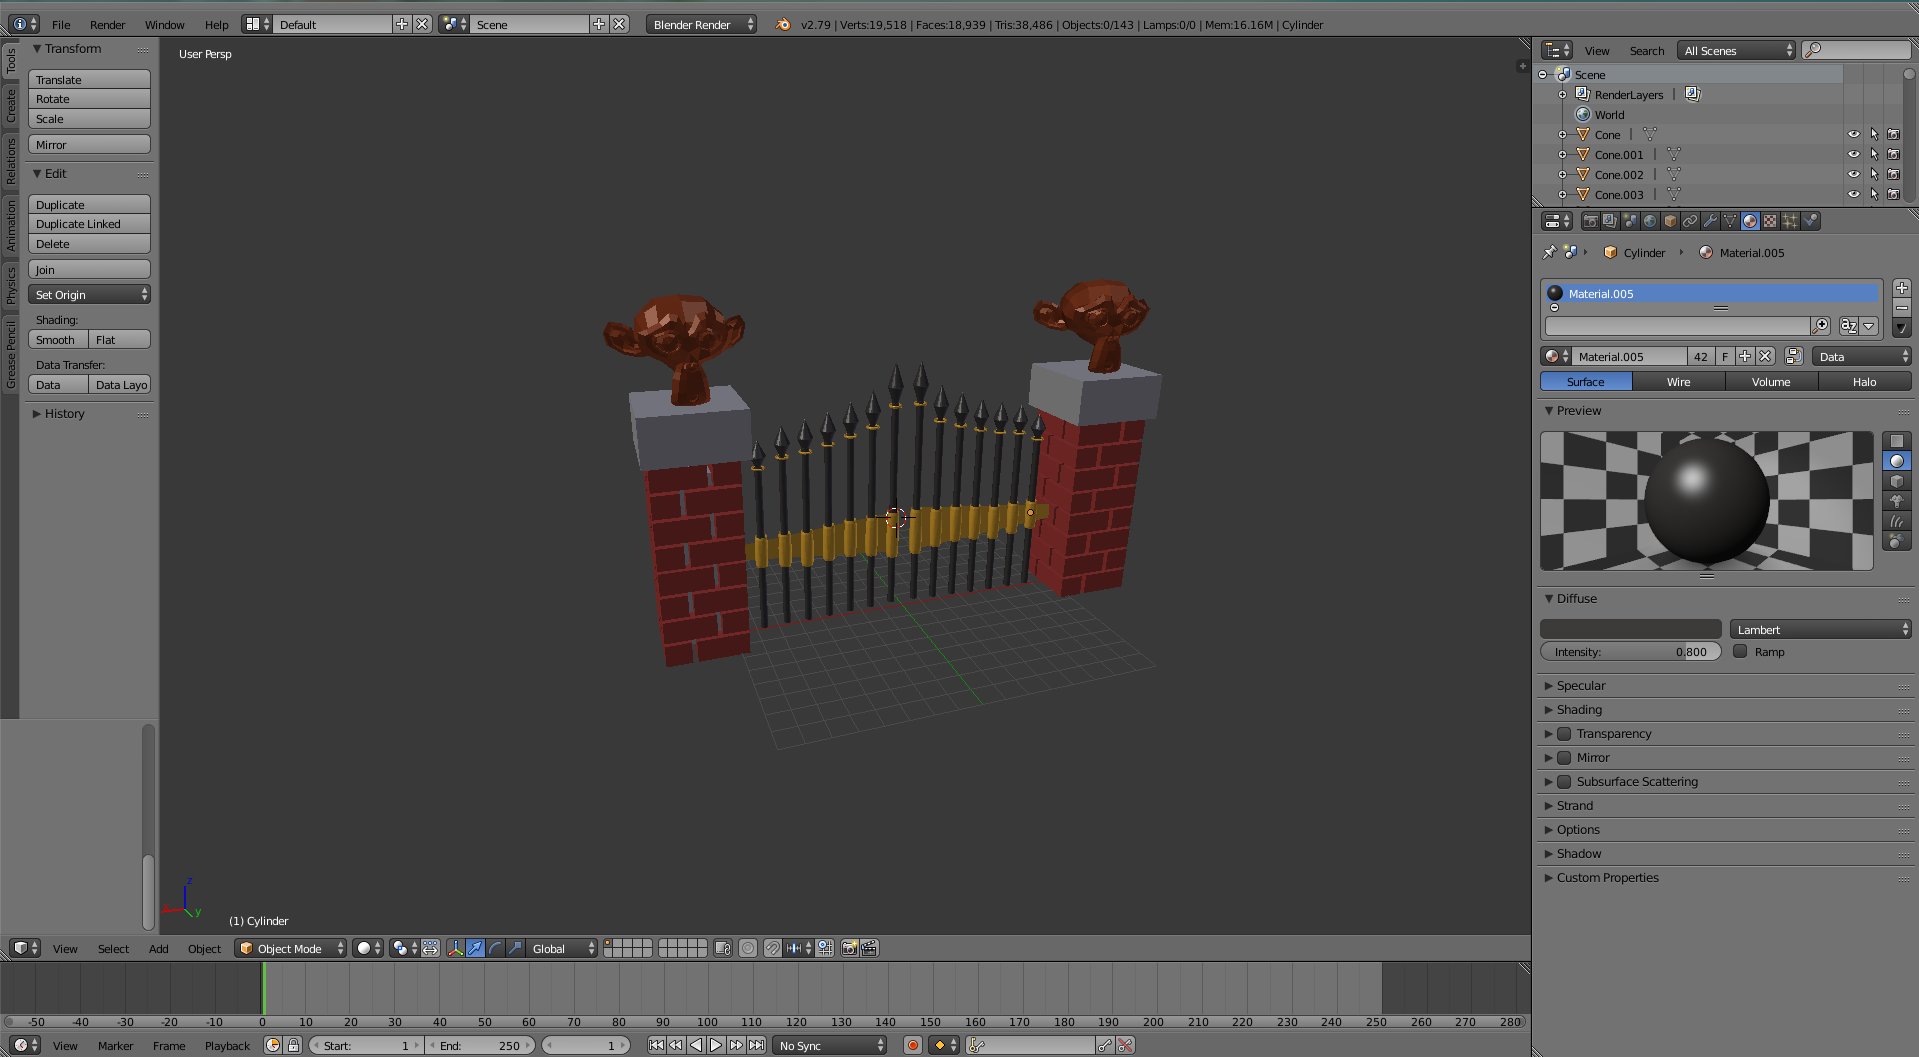 File Render Window Help Default Scene Blender Render v2.79 | Verts:19,518 | Faces:18,939 | Tris:38,486 | Objects:0/143 | Lamps:0/0 | Mem:16.16M | Cylinder
Tools
Create
Relations
Animation
Physics
Grease Pencil
Transform
Translate
Rotate
Scale
Mirror
Edit
Duplicate
Duplicate Linked
Delete
Join
Set Origin
Shading:
Smooth Flat
Data Transfer:
Data Data Layo
History
User Persp
z
y
(1) Cylinder
View Select Add Object Object Mode Global
-50 -40 -30 -20 -10 0 10 20 30 40 50 60 70 80 90 100 110 120 130 140 150 160 170 180 190 200 210 220 230 240 250 260 270 280
View Marker Frame Playback Start: 1 End: 250 1 No Sync
View Search All Scenes
Scene
RenderLayers |
World
Cone |
Cone.001 |
Cone.002 |
Cone.003 |
Cylinder Material.005
Material.005
Material.005 42 F Data
Surface Wire Volume Halo
Preview
Diffuse
Lambert
Intensity: 0.800 Ramp
Specular
Shading
Transparency
Mirror
Subsurface Scattering
Strand
Options
Shadow
Custom Properties